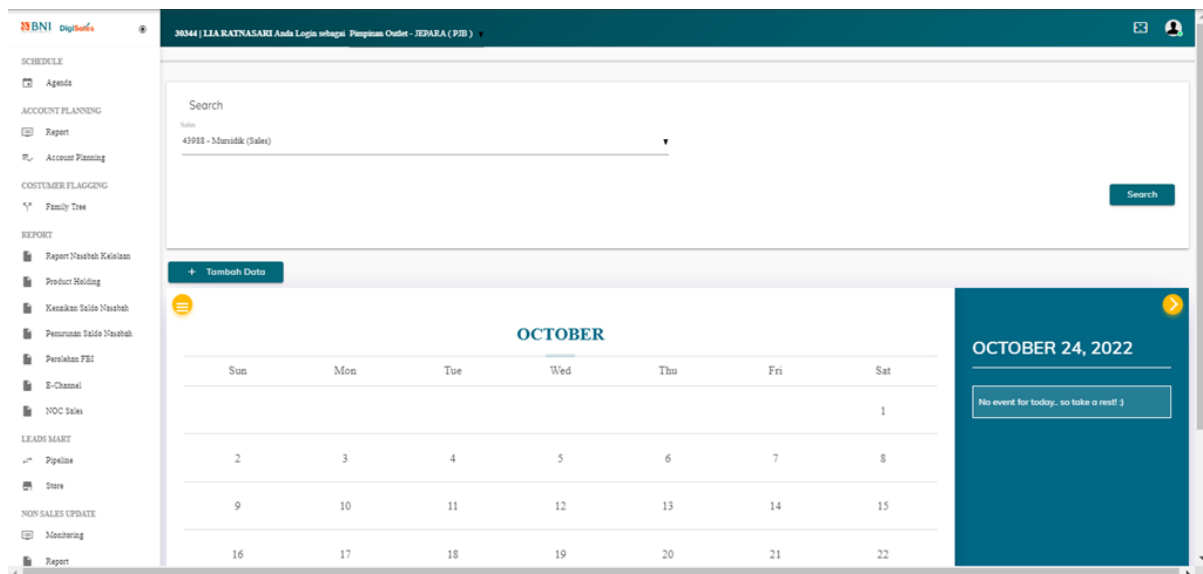 BNI DigiSales
30344 | LIA RATNASARI Anda Login sebagai Pimpinan Outlet - JEPARA ( PJB )
SCHEDULE
Agenda
ACCOUNT PLANNING
Report
Account Planning
COSTUMER FLAGGING
Family Tree
REPORT
Report Nasabah Kelolaan
Product Holding
Kenaikan Saldo Nasabah
Penurunan Saldo Nasabah
Perolehan FBI
E-Channel
NOC Sales
LEADS MART
Pipeline
Store
NON SALES UPDATE
Monitoring
Report
Search
Sales
43988 - Mursidik (Sales)
Search
+ Tambah Data
OCTOBER
Sun Mon Tue Wed Thu Fri Sat
1
2 3 4 5 6 7 8
9 10 11 12 13 14 15
16 17 18 19 20 21 22
OCTOBER 24, 2022
No event for today.. so take a rest! :)